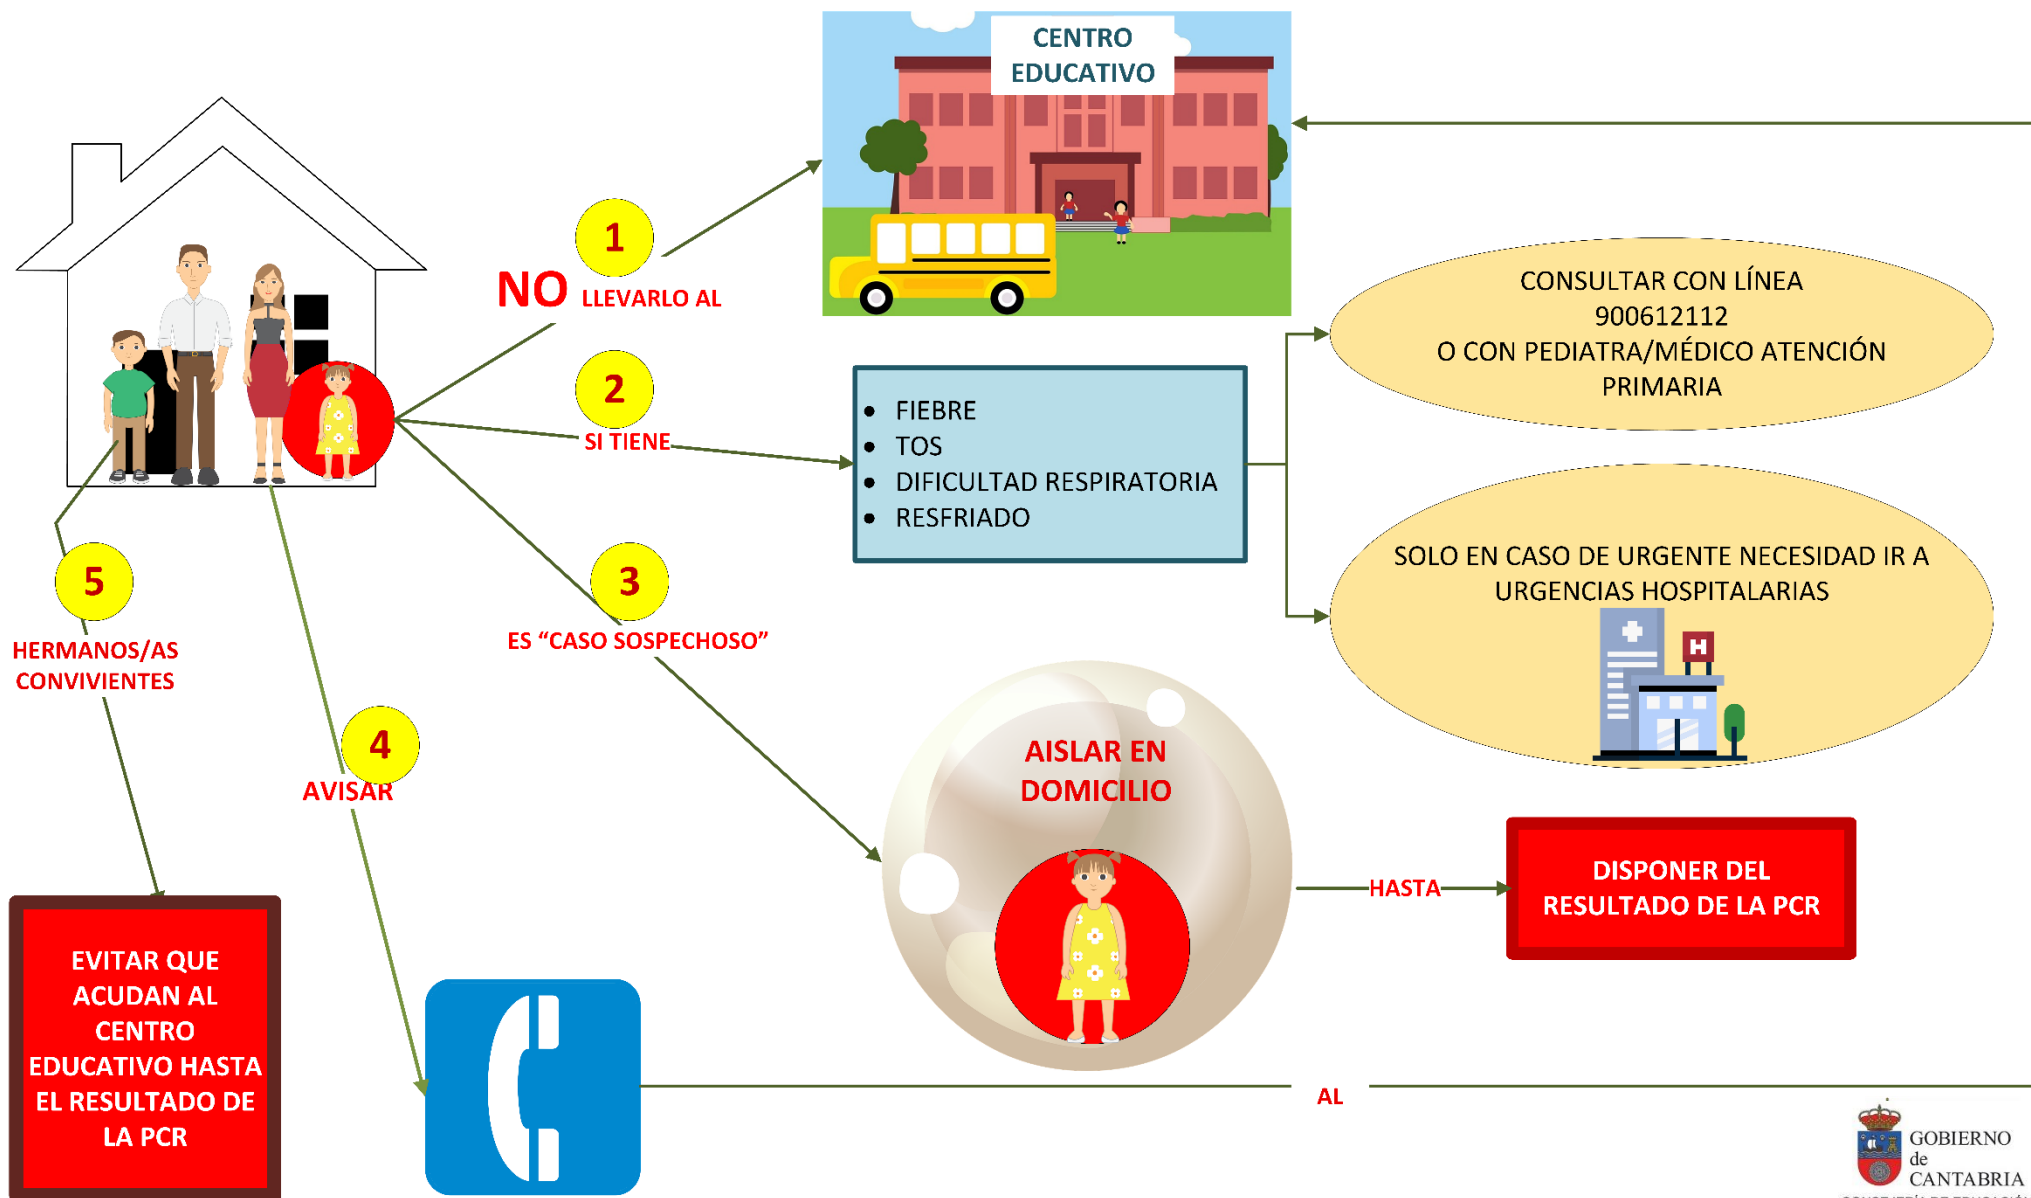 CENTRO
EDUCATIVO
1
NO LLEVARLO AL
2
SI TIENE
• FIEBRE
• TOS
• DIFICULTAD RESPIRATORIA
• RESFRIADO
CONSULTAR CON LÍNEA
900612112
O CON PEDIATRA/MÉDICO ATENCIÓN
PRIMARIA
SOLO EN CASO DE URGENTE NECESIDAD IR A
URGENCIAS HOSPITALARIAS
H
3
ES “CASO SOSPECHOSO”
AISLAR EN
DOMICILIO
HASTA
DISPONER DEL
RESULTADO DE LA PCR
4
AVISAR
AL
5
HERMANOS/AS
CONVIVIENTES
EVITAR QUE
ACUDAN AL
CENTRO
EDUCATIVO HASTA
EL RESULTADO DE
LA PCR
GOBIERNO
de
CANTABRIA
CONSEJERÍA DE EDUCACIÓN